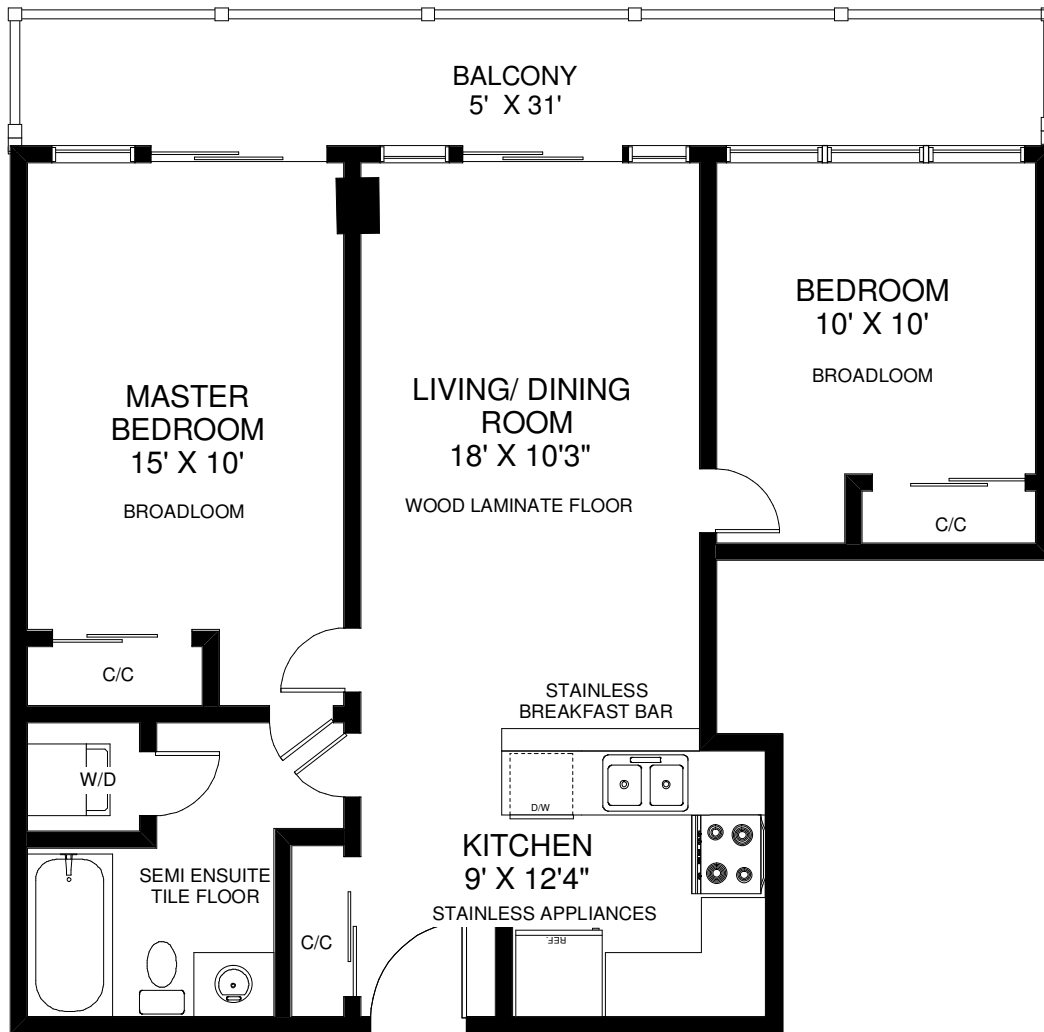 BALCONY
5' X 31'
BEDROOM
10' X 10'
BROADLOOM
MASTER
BEDROOM
15' X 10'
BROADLOOM
LIVING/ DINING
ROOM
18' X 10'3"
WOOD LAMINATE FLOOR
C/C
C/C
STAINLESS
BREAKFAST BAR
W/D
D/W
KITCHEN
9' X 12'4"
STAINLESS APPLIANCES
SEMI ENSUITE
TILE FLOOR
C/C
REF.